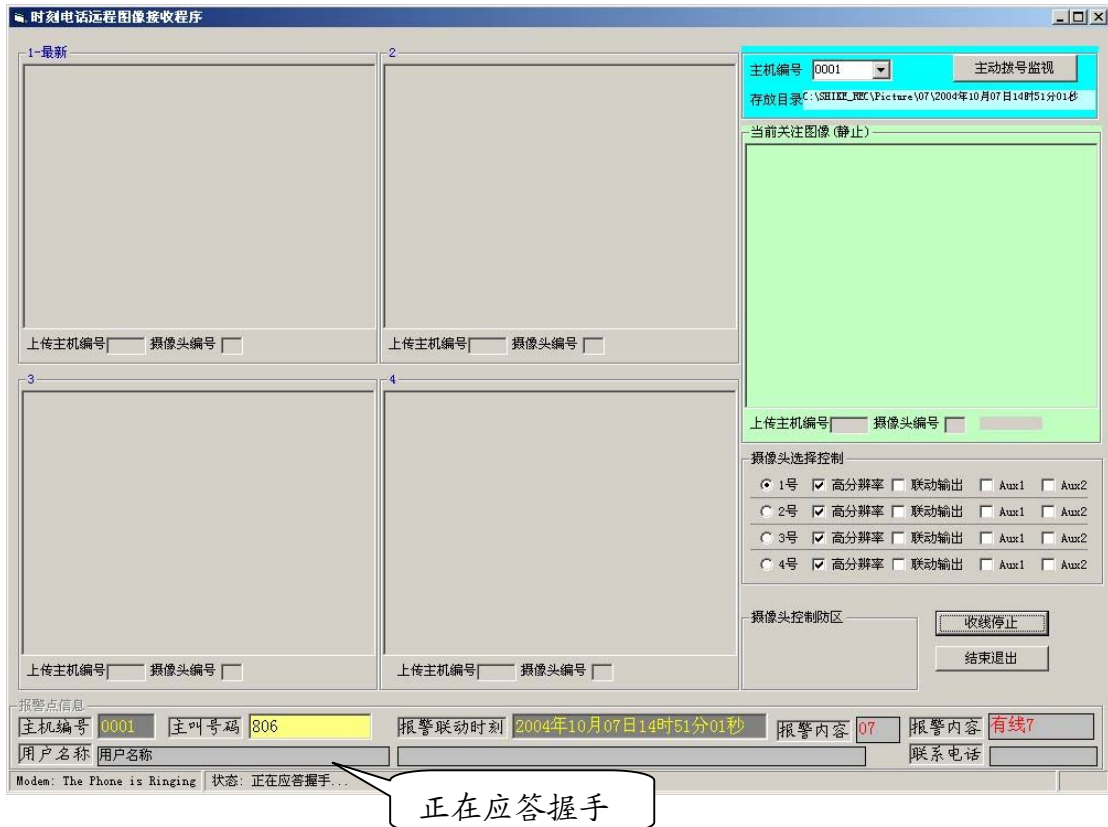 时刻电话远程图像接收程序
1-最新
2
上传主机编号 摄像头编号
上传主机编号 摄像头编号
3
4
上传主机编号 摄像头编号
上传主机编号 摄像头编号
主机编号 0001 主动拨号监视
存放目录 C:\SHIKE_REC\Picture\07\2004年10月07日14时51分01秒
当前关注图像(静止)
上传主机编号 摄像头编号
摄像头选择控制
1号 高分辨率 联动输出 Aux1 Aux2
2号 高分辨率 联动输出 Aux1 Aux2
3号 高分辨率 联动输出 Aux1 Aux2
4号 高分辨率 联动输出 Aux1 Aux2
摄像头控制防区
收线停止
结束退出
报警点信息
主机编号 0001 主叫号码 806 报警联动时刻 2004年10月07日14时51分01秒 报警内容 07 报警内容 有线7
用户名称 用户名称 联系电话
Modem: The Phone is Ringing 状态: 正在应答握手...
正在应答握手